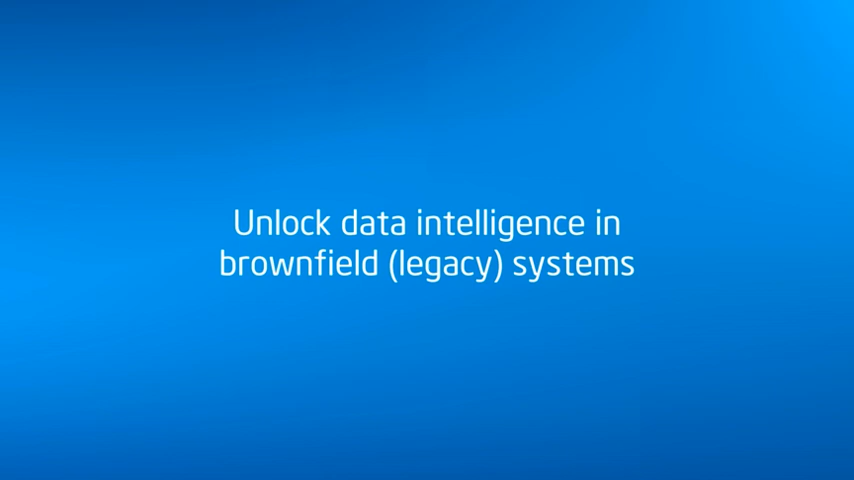 Unlock data intelligence in
brownfield (legacy) systems